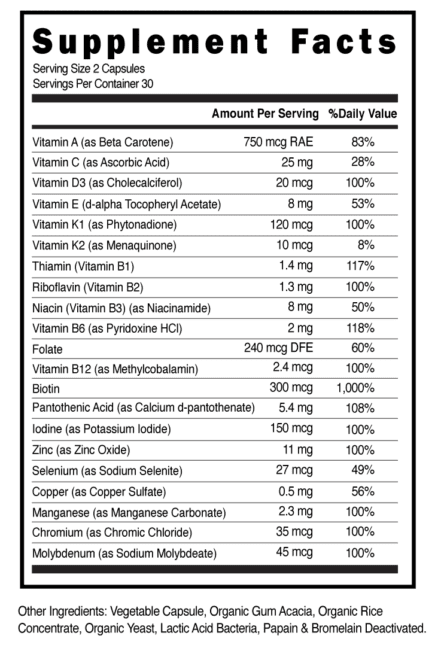 Supplement Facts
Serving Size 2 Capsules
Servings Per Container 30
Amount Per Serving %Daily Value
Vitamin A (as Beta Carotene) 750 mcg RAE 83%
Vitamin C (as Ascorbic Acid) 25 mg 28%
Vitamin D3 (as Cholecalciferol) 20 mcg 100%
Vitamin E (d-alpha Tocopheryl Acetate) 8 mg 53%
Vitamin K1 (as Phytonadione) 120 mcg 100%
Vitamin K2 (as Menaquinone) 10 mcg 8%
Thiamin (Vitamin B1) 1.4 mg 117%
Riboflavin (Vitamin B2) 1.3 mg 100%
Niacin (Vitamin B3) (as Niacinamide) 8 mg 50%
Vitamin B6 (as Pyridoxine HCl) 2 mg 118%
Folate 240 mcg DFE 60%
Vitamin B12 (as Methylcobalamin) 2.4 mcg 100%
Biotin 300 mcg 1,000%
Pantothenic Acid (as Calcium d-pantothenate) 5.4 mg 108%
Iodine (as Potassium Iodide) 150 mcg 100%
Zinc (as Zinc Oxide) 11 mg 100%
Selenium (as Sodium Selenite) 27 mcg 49%
Copper (as Copper Sulfate) 0.5 mg 56%
Manganese (as Manganese Carbonate) 2.3 mg 100%
Chromium (as Chromic Chloride) 35 mcg 100%
Molybdenum (as Sodium Molybdeate) 45 mcg 100%
Other Ingredients: Vegetable Capsule, Organic Gum Acacia, Organic Rice
Concentrate, Organic Yeast, Lactic Acid Bacteria, Papain & Bromelain Deactivated.